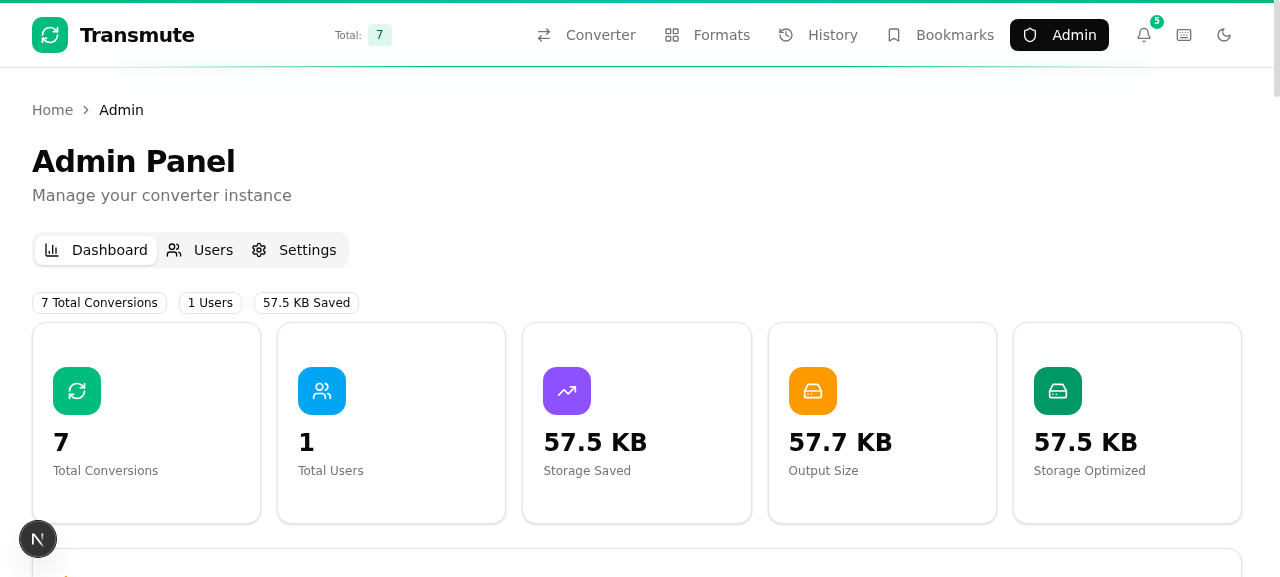 Transmute
Total: 7
Converter
Formats
History
Bookmarks
Admin
5
Home > Admin
Admin Panel
Manage your converter instance
Dashboard
Users
Settings
7 Total Conversions
1 Users
57.5 KB Saved
7
Total Conversions
1
Total Users
57.5 KB
Storage Saved
57.7 KB
Output Size
57.5 KB
Storage Optimized
N